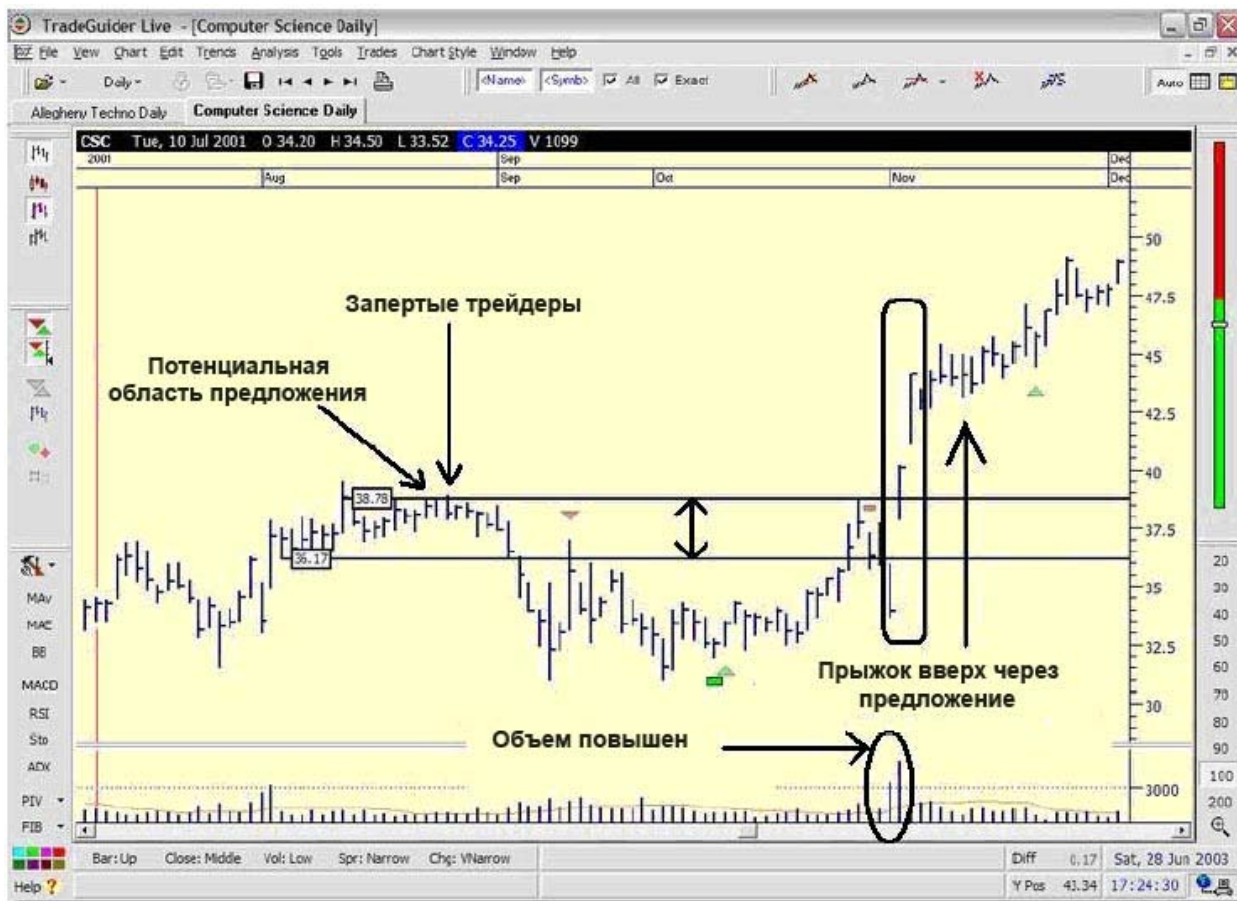 TradeGuider Live - [Computer Science Daily]
File View Chart Edit Trends Analysis Tools Trades Chart Style Window Help
Daily <Name> <Symb> All Exact Auto
Allegheny Techno Daily Computer Science Daily
CSC Tue, 10 Jul 2001 O 34.20 H 34.50 L 33.52 C 34.25 V 1099
2001 Sep Dec
Aug Sep Oct Nov Dec
50
Запертые трейдеры
47.5
Потенциальная
область предложения
45
42.5
40
38.78
37.5
36.17
35
32.5
Прыжок вверх через
предложение
30
Объем повышен
3000
MAv
MAC
BB
MACD
RSI
Sto
ADX
PIV
FIB
20
30
40
50
60
70
80
90
100
200
Bar: Up Close: Middle Vol: Low Spr: Narrow Chg: VNarrow Diff 0.17 Sat, 28 Jun 2003
Help ? Y Pos 43.34 17:24:30